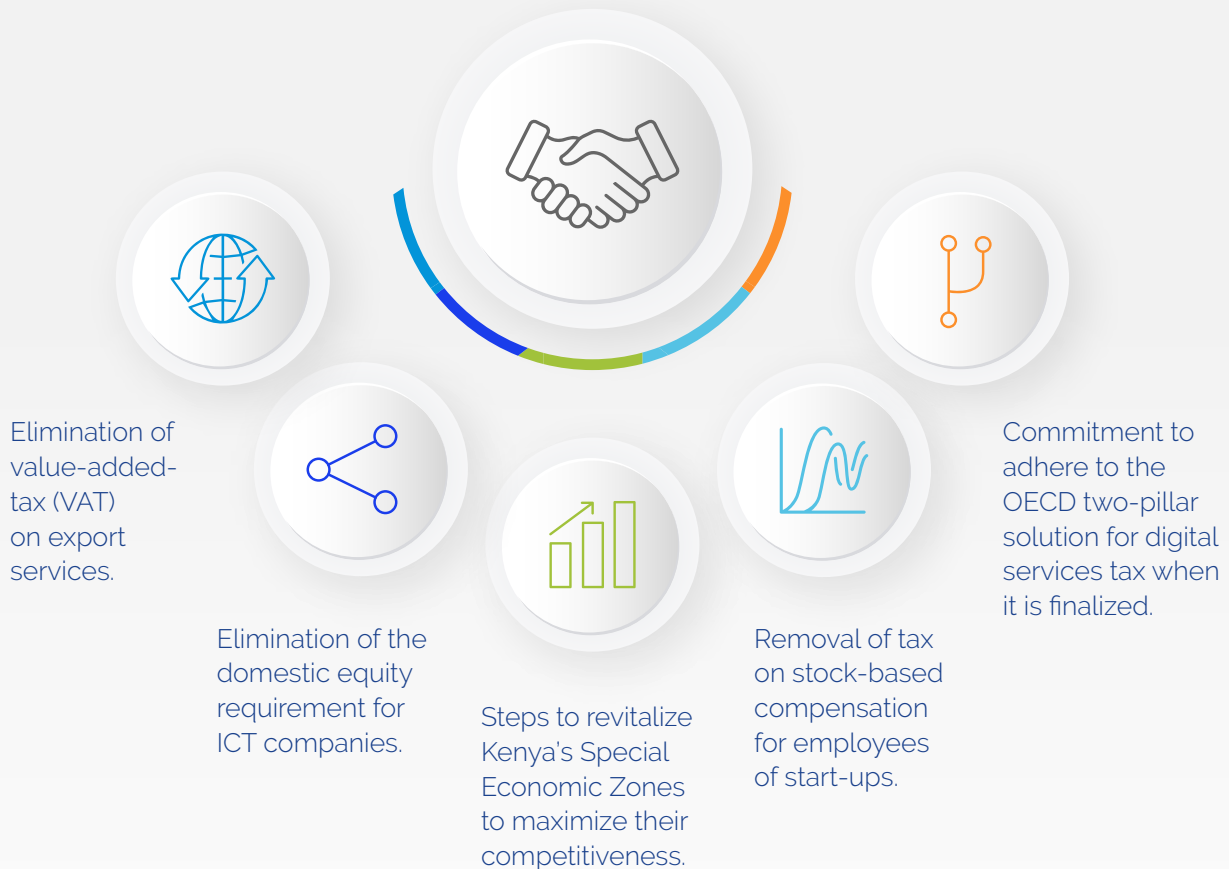 Elimination of
value-added-
tax (VAT)
on export
services.
Elimination of the
domestic equity
requirement for
ICT companies.
Steps to revitalize
Kenya's Special
Economic Zones
to maximize their
competitiveness.
Removal of tax
on stock-based
compensation
for employees
of start-ups.
Commitment to
adhere to the
OECD two-pillar
solution for digital
services tax when
it is finalized.